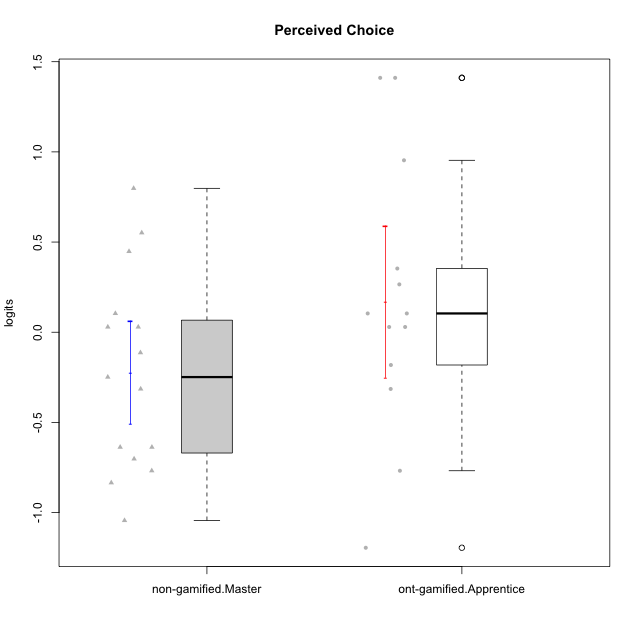 Perceived Choice
logits
1.5
1.0
0.5
0.0
-0.5
-1.0
non-gamified.Master
ont-gamified.Apprentice